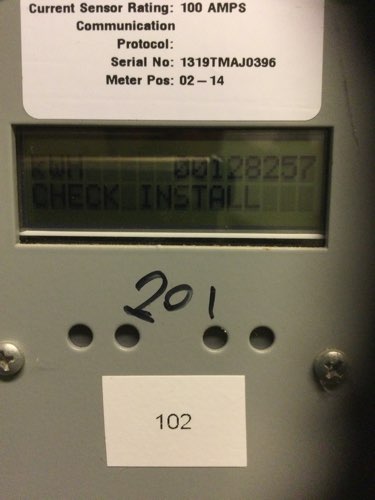 Current Sensor Rating: 100 AMPS
Communication
Protocol:
Serial No: 1319TMAJ0396
Meter Pos: 02-14
KWH 00128257
CHECK INSTALL
201
102